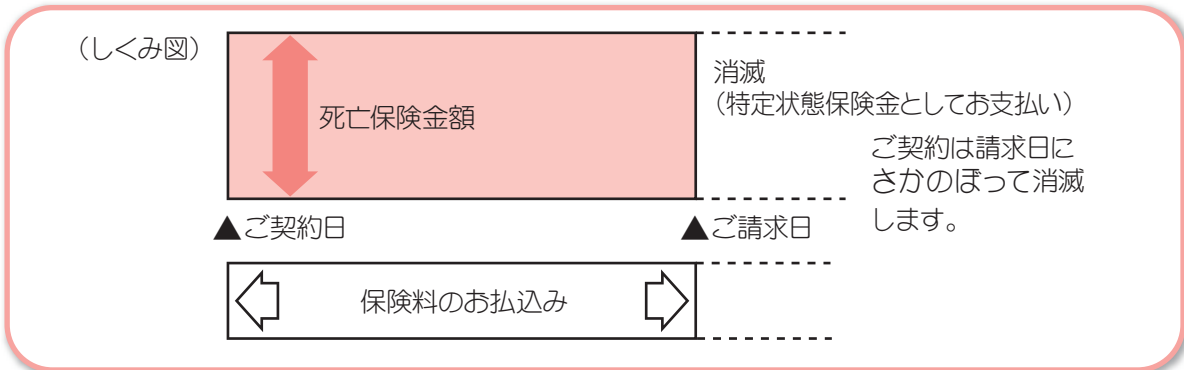 （しくみ図）
死亡保険金額
消滅
（特定状態保険金としてお支払い）
ご契約は請求日に
さかのぼって消滅
します。
▲ご契約日
▲ご請求日
保険料のお払込み